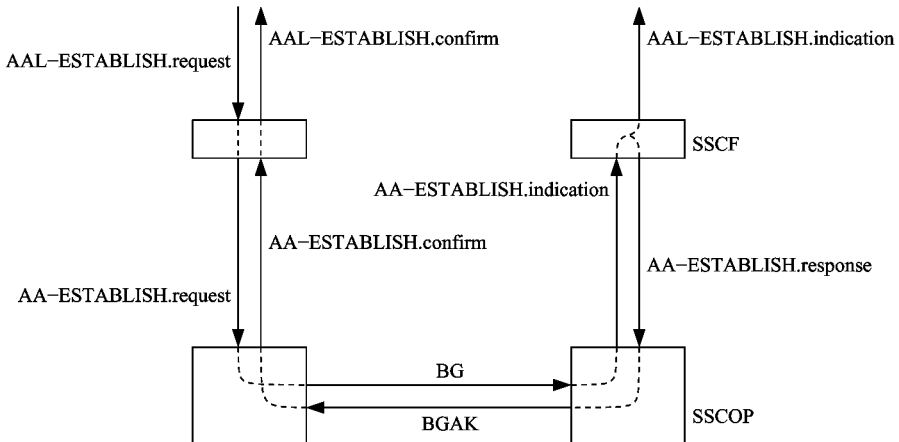 AAL−ESTABLISH.confirm
AAL−ESTABLISH.indication
AAL−ESTABLISH.request
SSCF
AA−ESTABLISH.indication
AA−ESTABLISH.confirm
AA−ESTABLISH.response
AA−ESTABLISH.request
BG
BGAK
SSCOP